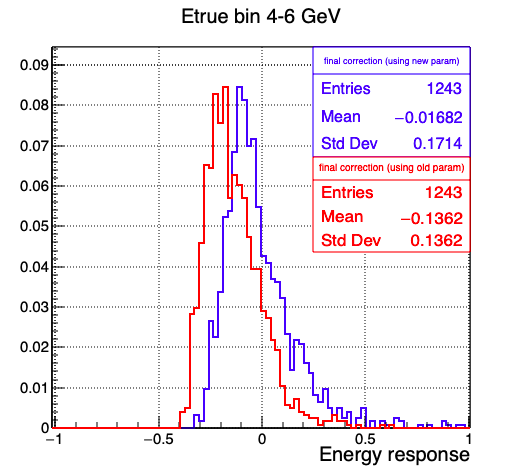 Etrue bin 4-6 GeV
final correction (using new param)
Entries 1243
Mean −0.01682
Std Dev 0.1714
final correction (using old param)
Entries 1243
Mean −0.1362
Std Dev 0.1362
0.09
0.08
0.07
0.06
0.05
0.04
0.03
0.02
0.01
0
−1 −0.5 0 0.5 1
Energy response